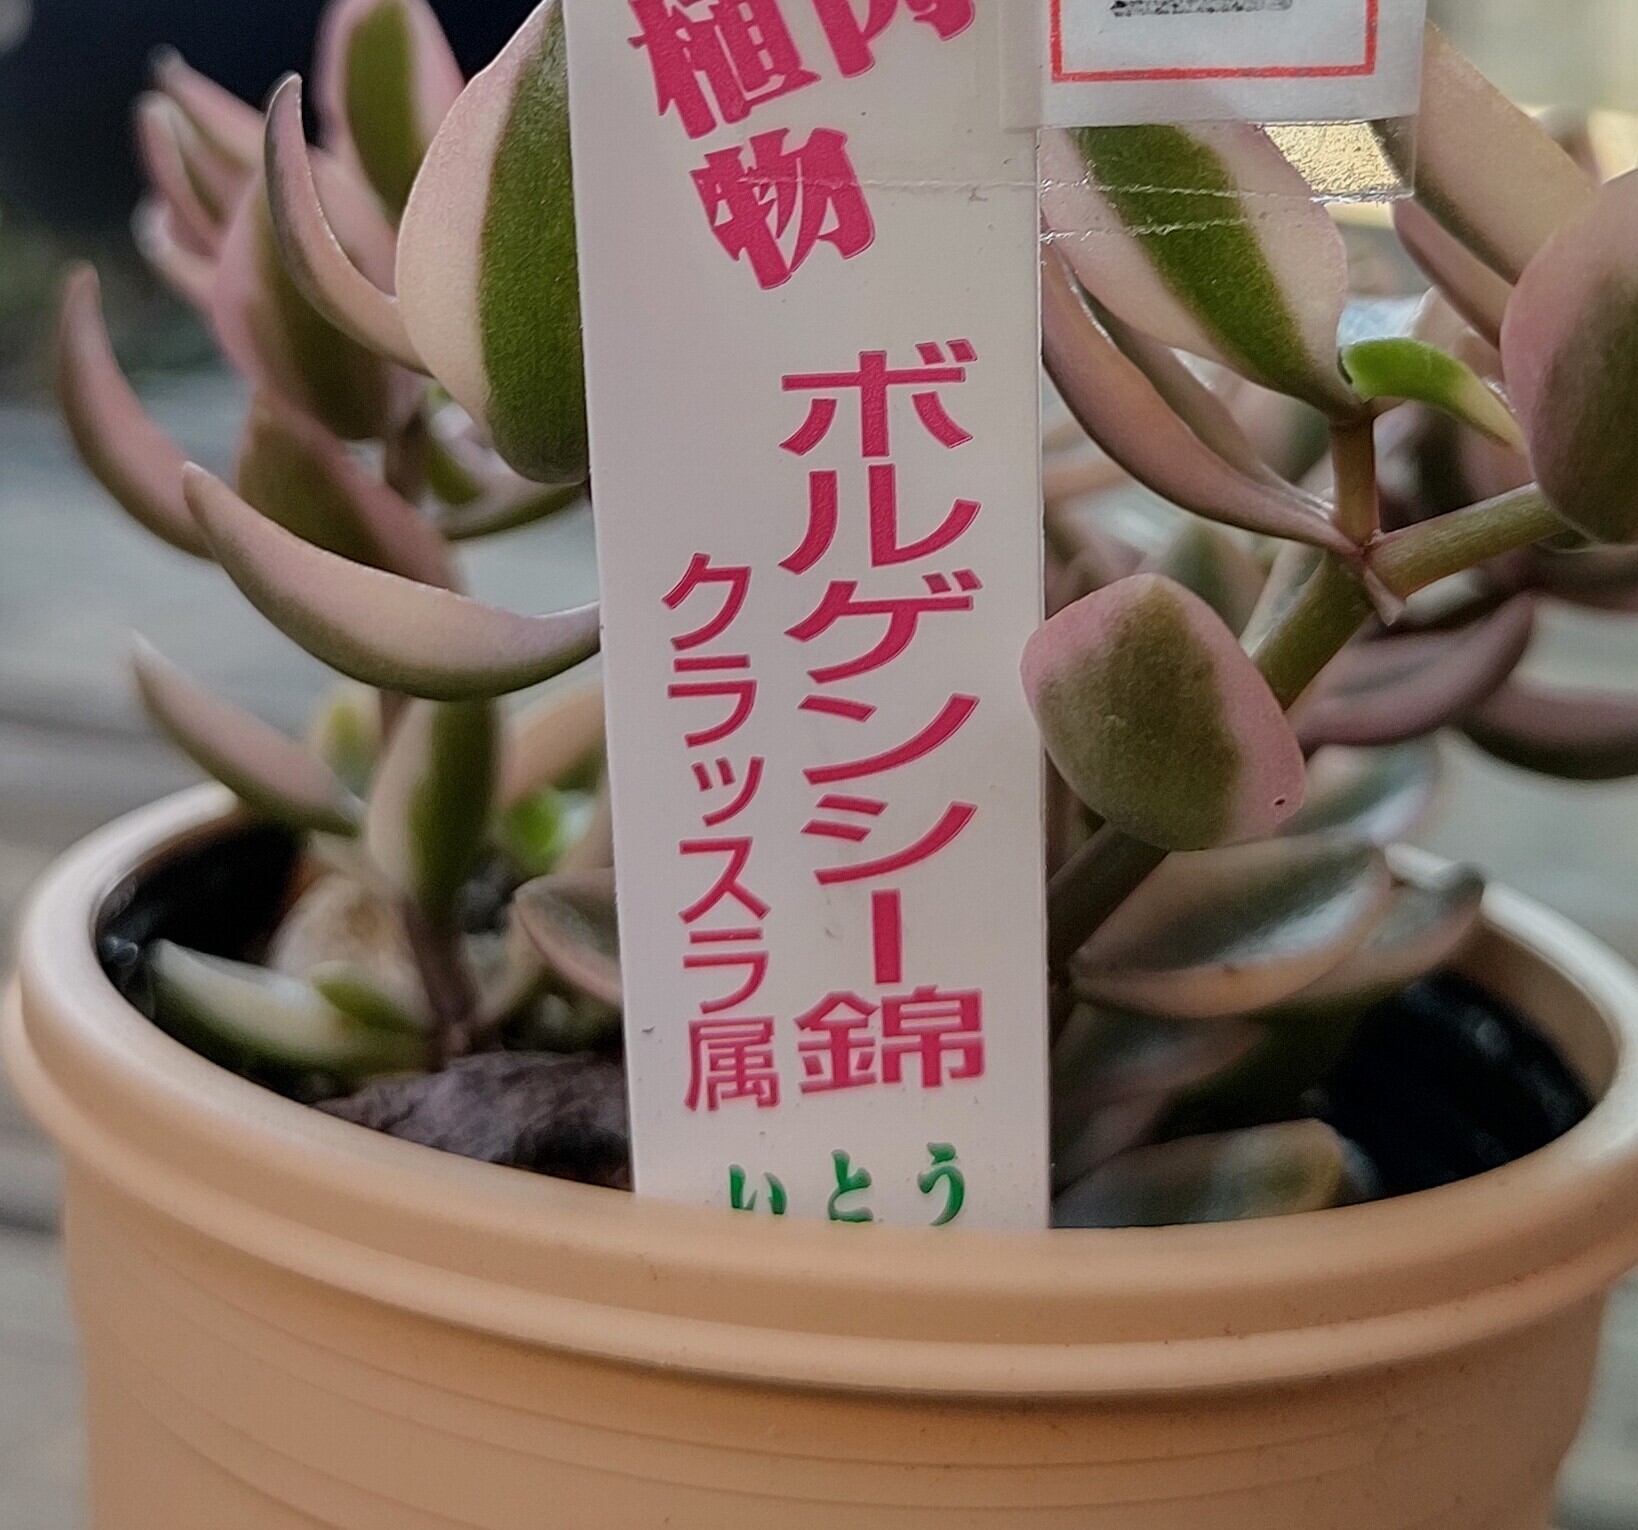 植物
ボルゲンシー錦
クラッスラ属
いとう